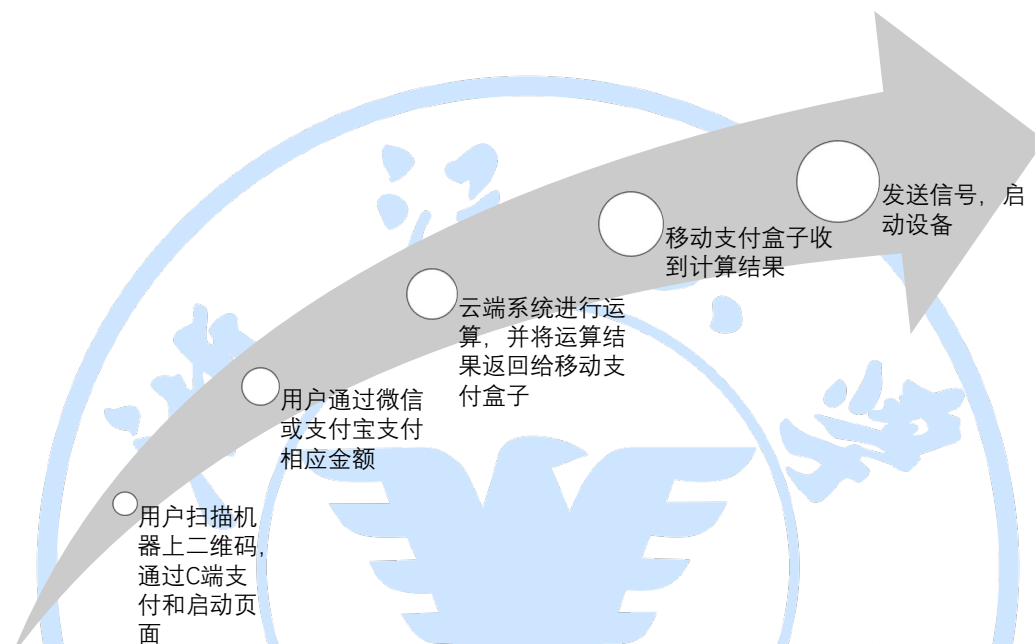 用户扫描机
器上二维码,
通过C端支
付和启动页
面
用户通过微信
或支付宝支付
相应金额
云端系统进行运
算，并将运算结
果返回给移动支
付盒子
移动支付盒子收
到计算结果
发送信号，启
动设备